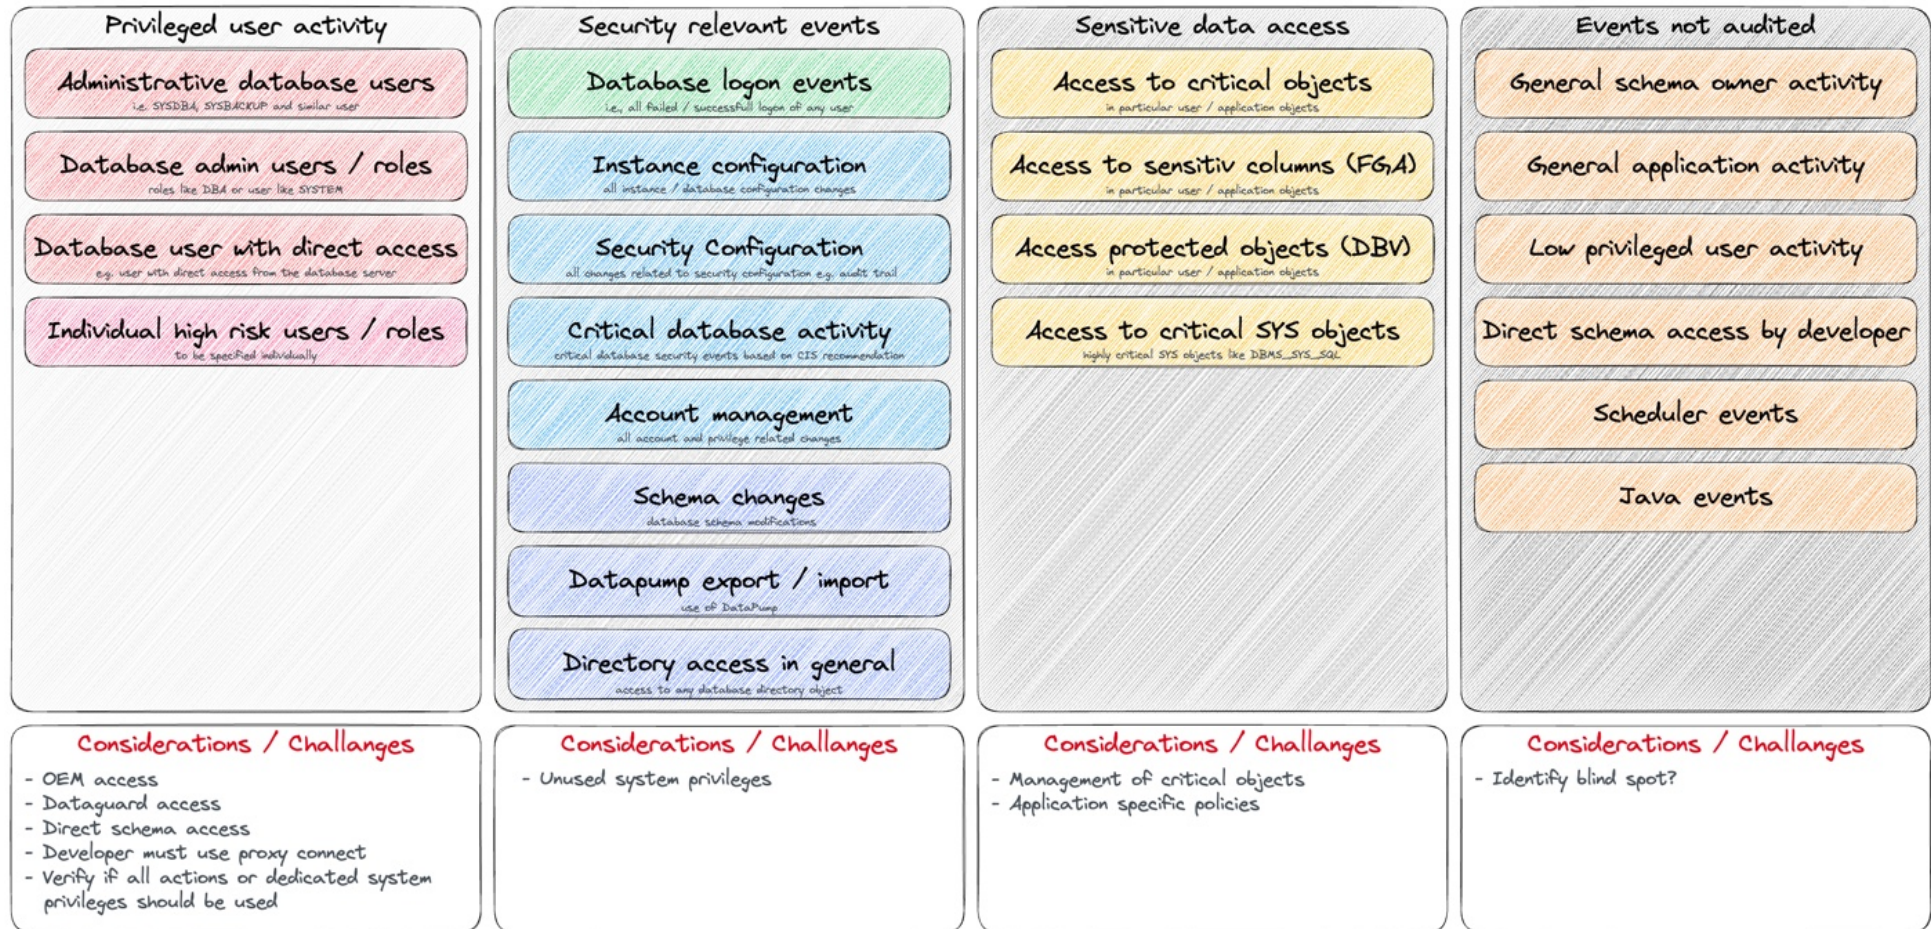 Privileged user activity
Administrative database users
i.e. SYSDBA, SYSBACKUP and similar user
Database admin users / roles
roles like DBA or user like SYSTEM
Database user with direct access
e.g. user with direct access from the database server
Individual high risk users / roles
to be specified individually
Security relevant events
Database logon events
i.e., all failed / successfull logon of any user
Instance configuration
all instance / database configuration changes
Security Configuration
all changes related to security configuration e.g. audit trail
Critical database activity
critical database security events based on CIS recommendation
Account management
all account and privilege related changes
Schema changes
database schema modifications
Datapump export / import
use of DataPump
Directory access in general
access to any database directory object
Sensitive data access
Access to critical objects
in particular user / application objects
Access to sensitiv columns (FGA)
in particular user / application objects
Access protected objects (DBV)
in particular user / application objects
Access to critical SYS objects
highly critical SYS objects like DBMS_SYS_SQL
Events not audited
General schema owner activity
General application activity
Low privileged user activity
Direct schema access by developer
Scheduler events
Java events
Considerations / Challanges
- OEM access
- Dataguard access
- Direct schema access
- Developer must use proxy connect
- Verify if all actions or dedicated system
privileges should be used
Considerations / Challanges
- Unused system privileges
Considerations / Challanges
- Management of critical objects
- Application specific policies
Considerations / Challanges
- Identify blind spot?